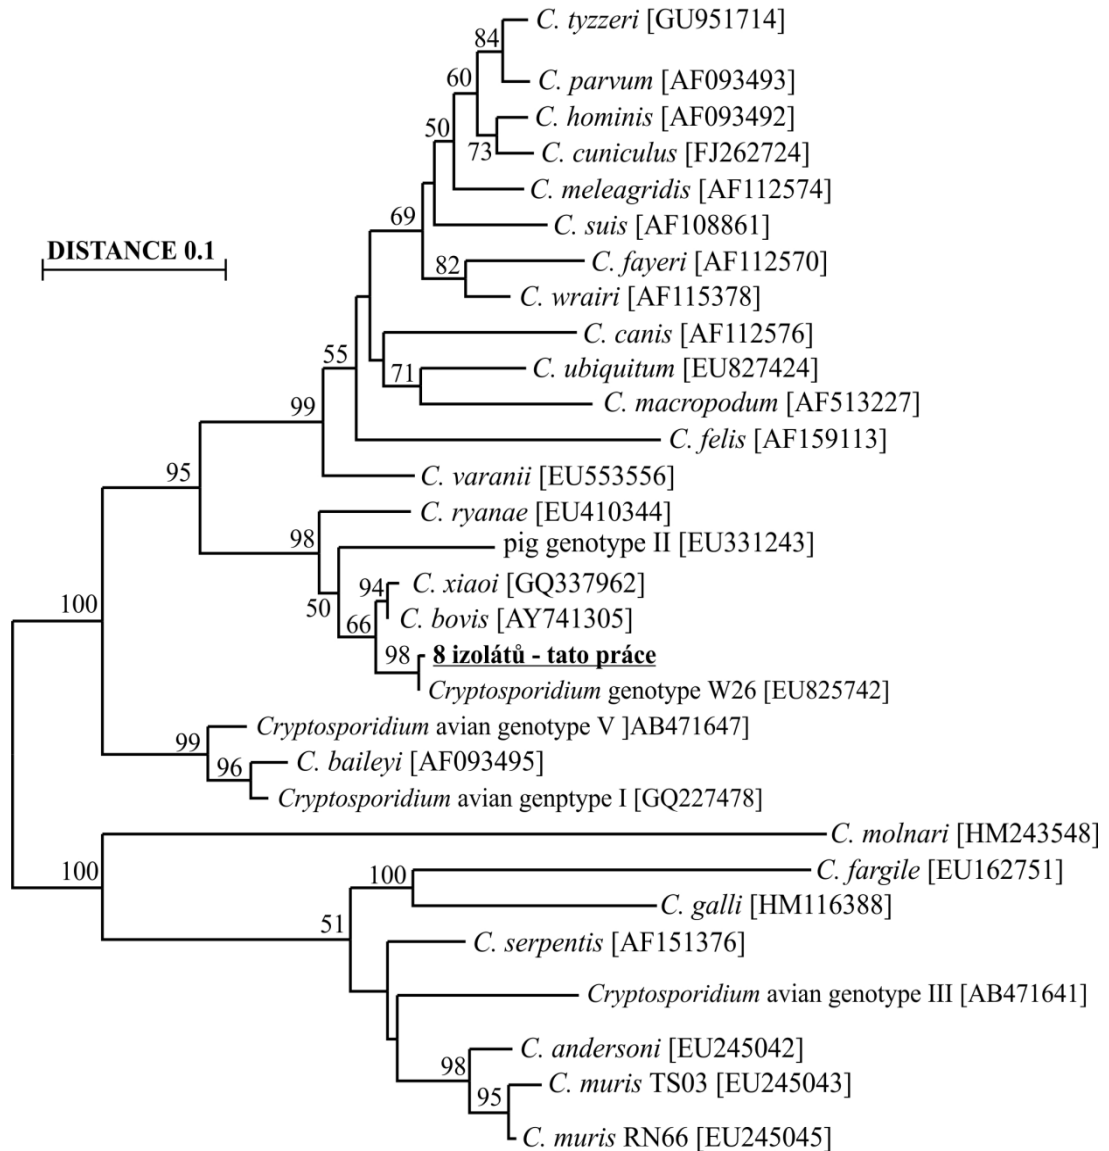 C. tyzzeri [GU951714]
84
C. parvum [AF093493]
60
C. hominis [AF093492]
50
73
C. cuniculus [FJ262724]
C. meleagridis [AF112574]
69
C. suis [AF108861]
DISTANCE 0.1
82
C. fayeri [AF112570]
C. wrairi [AF115378]
C. canis [AF112576]
55
C. ubiquitum [EU827424]
71
C. macropodum [AF513227]
99
C. felis [AF159113]
95
C. varanii [EU553556]
C. ryanae [EU410344]
98
pig genotype II [EU331243]
94
C. xiaoi [GQ337962]
50
100
66
C. bovis [AY741305]
98
8 izolátů - tato práce
Cryptosporidium genotype W26 [EU825742]
Cryptosporidium avian genotype V ]AB471647]
99
96
C. baileyi [AF093495]
Cryptosporidium avian genptype I [GQ227478]
C. molnari [HM243548]
100
100
C. fargile [EU162751]
C. galli [HM116388]
51
C. serpentis [AF151376]
Cryptosporidium avian genotype III [AB471641]
C. andersoni [EU245042]
98
C. muris TS03 [EU245043]
95
C. muris RN66 [EU245045]